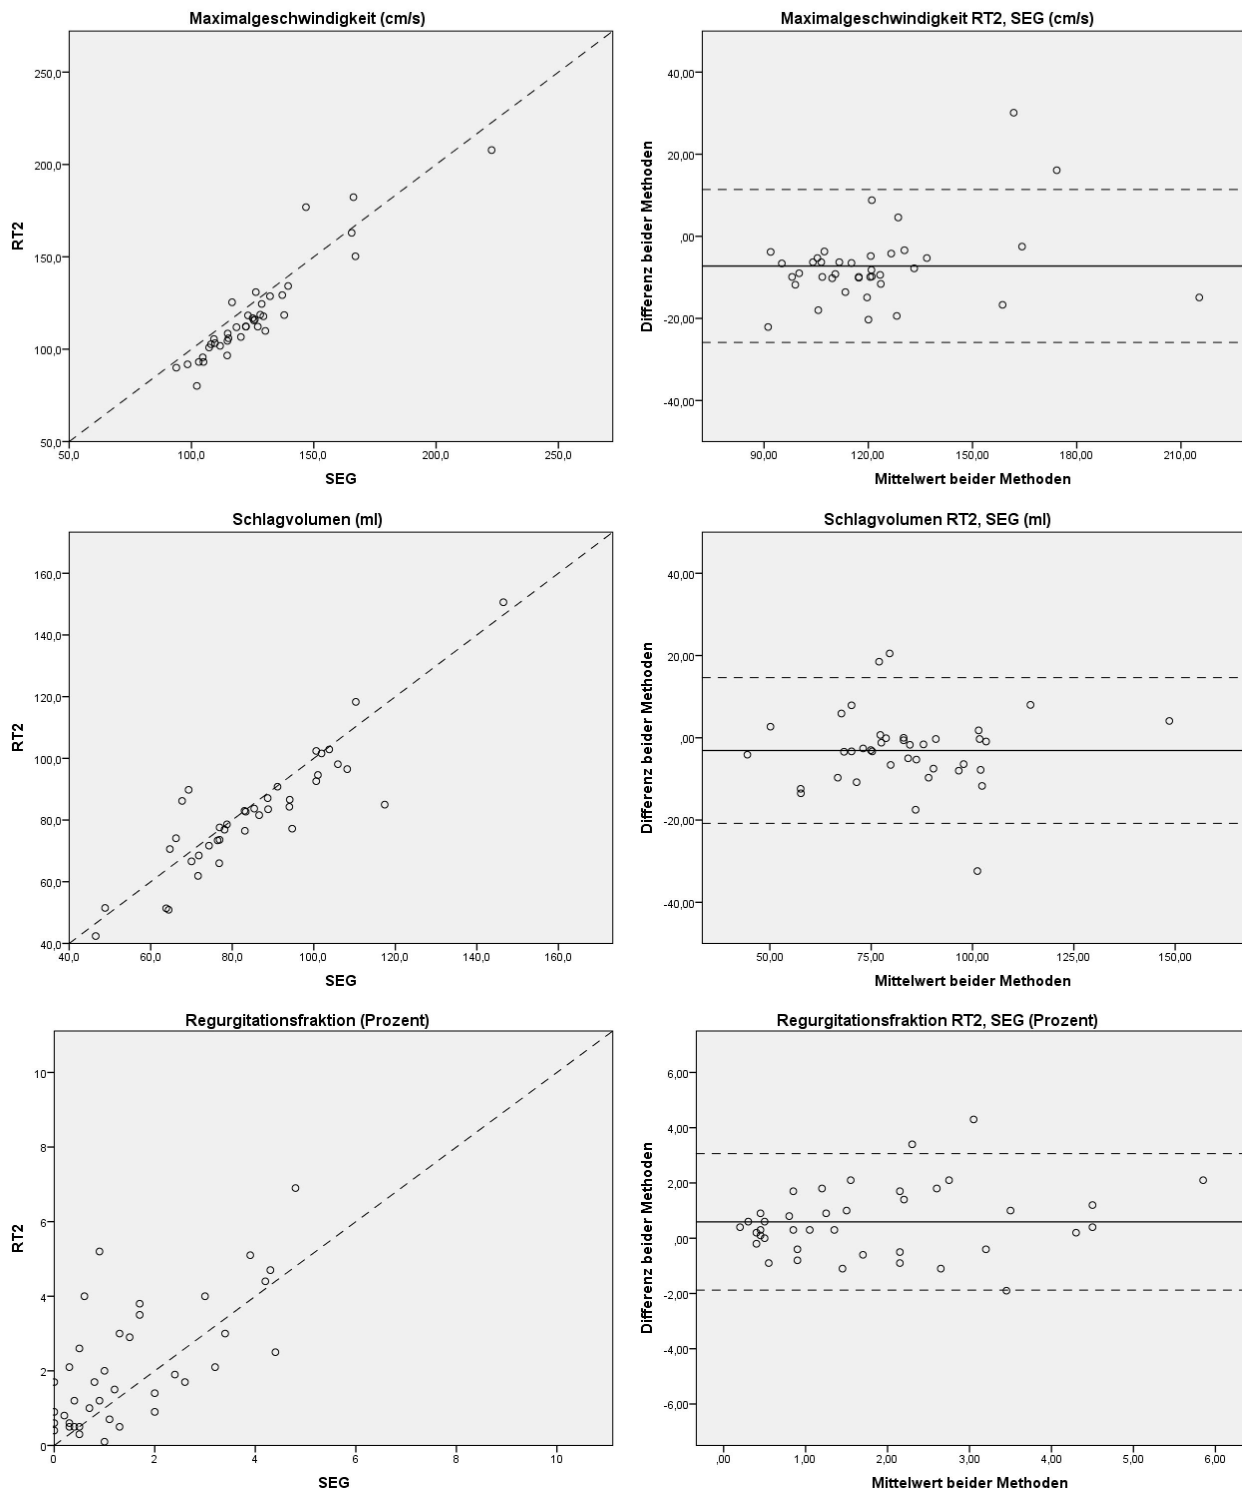 Maximalgeschwindigkeit (cm/s)
RT2
250,0
200,0
150,0
100,0
50,0
50,0 100,0 150,0 200,0 250,0
SEG
Maximalgeschwindigkeit RT2, SEG (cm/s)
Differenz beider Methoden
40,00
20,00
,00
-20,00
-40,00
90,00 120,00 150,00 180,00 210,00
Mittelwert beider Methoden
Schlagvolumen (ml)
RT2
160,0
140,0
120,0
100,0
80,0
60,0
40,0
40,0 60,0 80,0 100,0 120,0 140,0 160,0
SEG
Schlagvolumen RT2, SEG (ml)
Differenz beider Methoden
40,00
20,00
,00
-20,00
-40,00
50,00 75,00 100,00 125,00 150,00
Mittelwert beider Methoden
Regurgitationsfraktion (Prozent)
RT2
10
8
6
4
2
0
0 2 4 6 8 10
SEG
Regurgitationsfraktion RT2, SEG (Prozent)
Differenz beider Methoden
6,00
4,00
2,00
,00
-2,00
-4,00
-6,00
,00 1,00 2,00 3,00 4,00 5,00 6,00
Mittelwert beider Methoden